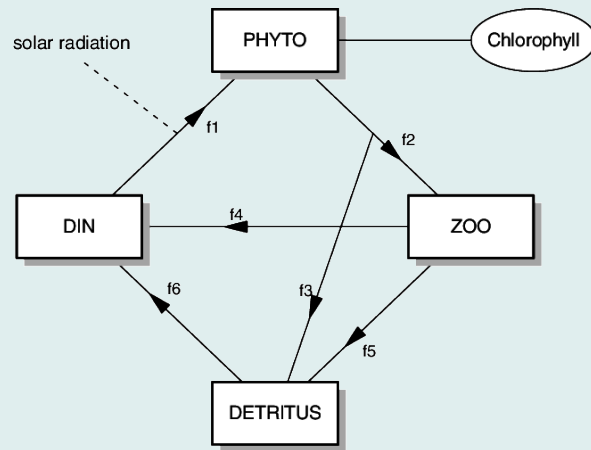 PHYTO
Chlorophyll
solar radiation
f1
f2
DIN
f4
ZOO
f6
f3
f5
DETRITUS